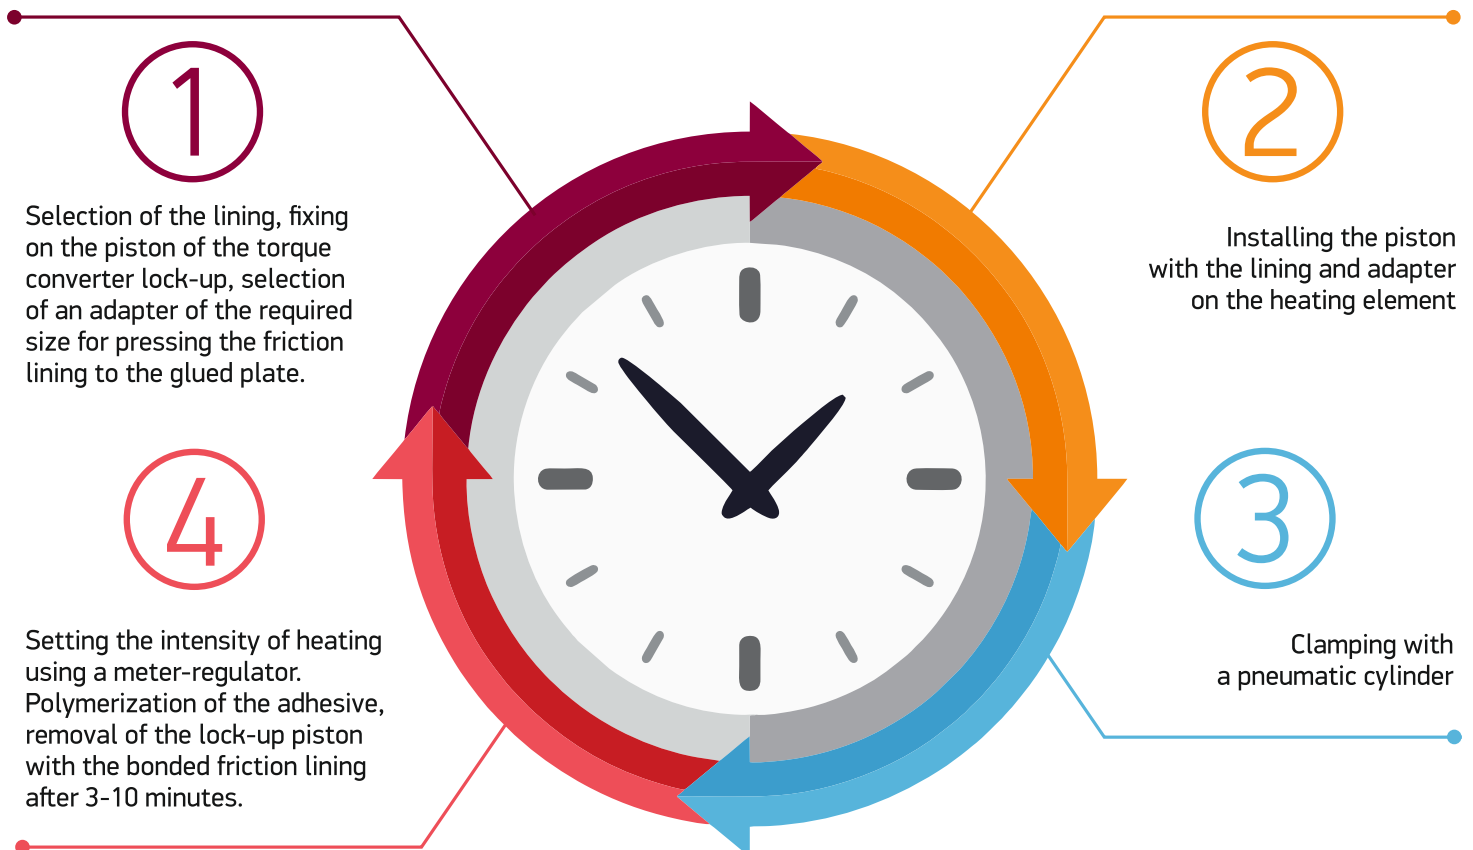 1
Selection of the lining, fixing
on the piston of the torque
converter lock-up, selection
of an adapter of the required
size for pressing the friction
lining to the glued plate.
2
Installing the piston
with the lining and adapter
on the heating element
3
Clamping with
a pneumatic cylinder
4
Setting the intensity of heating
using a meter-regulator.
Polymerization of the adhesive,
removal of the lock-up piston
with the bonded friction lining
after 3-10 minutes.